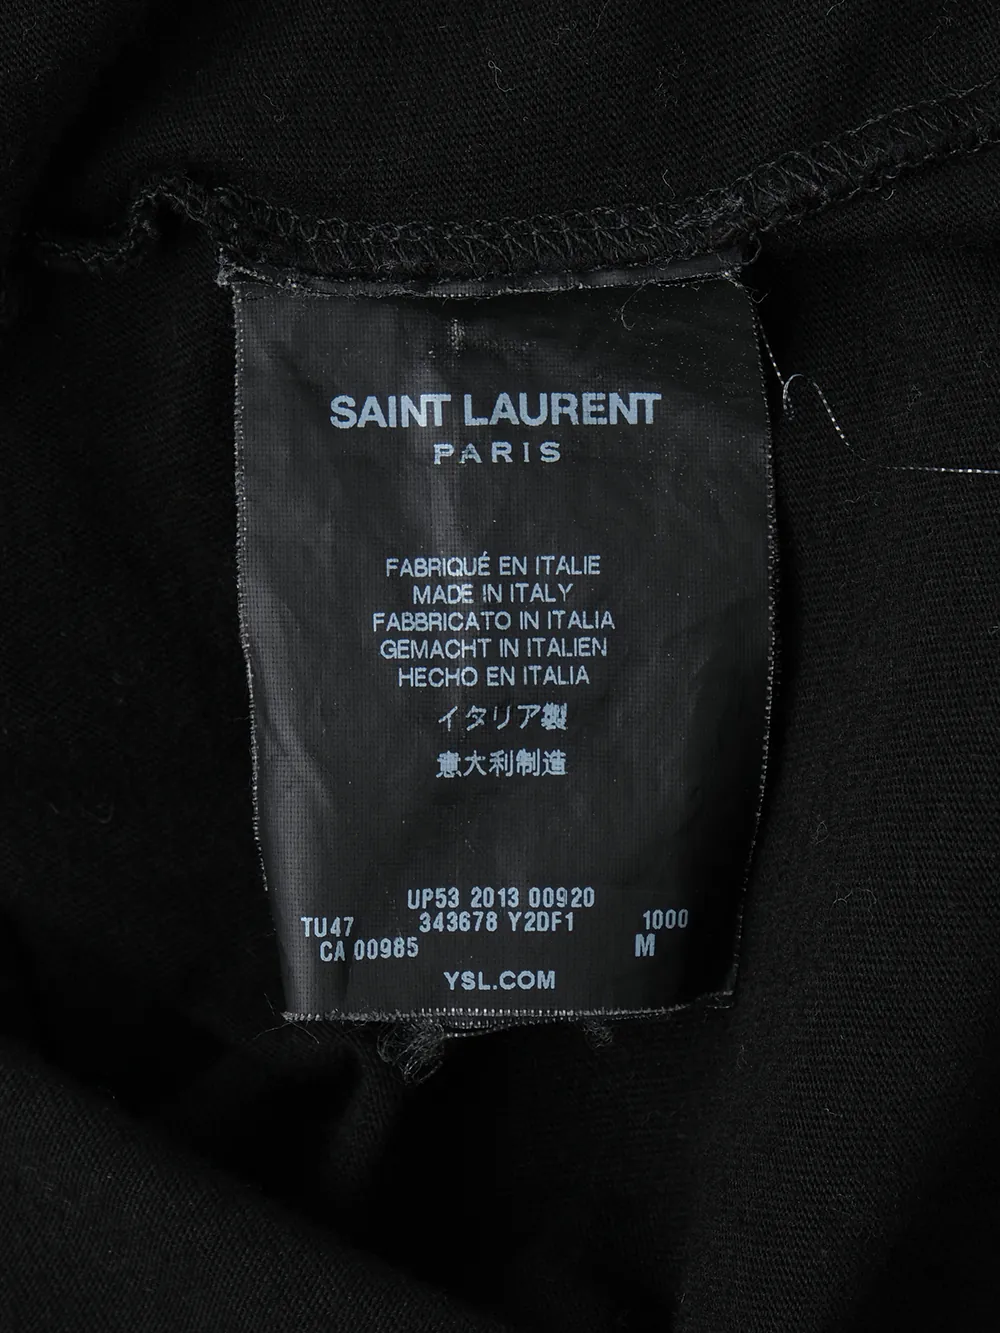 SAINT LAURENT
PARIS
FABRIQUÉ EN ITALIE
MADE IN ITALY
FABBRICATO IN ITALIA
GEMACHT IN ITALIEN
HECHO EN ITALIA
イタリア製
意大利制造
UP53 2013 00920
TU47 343678 Y2DF1 1000
CA 00985 M
YSL.COM